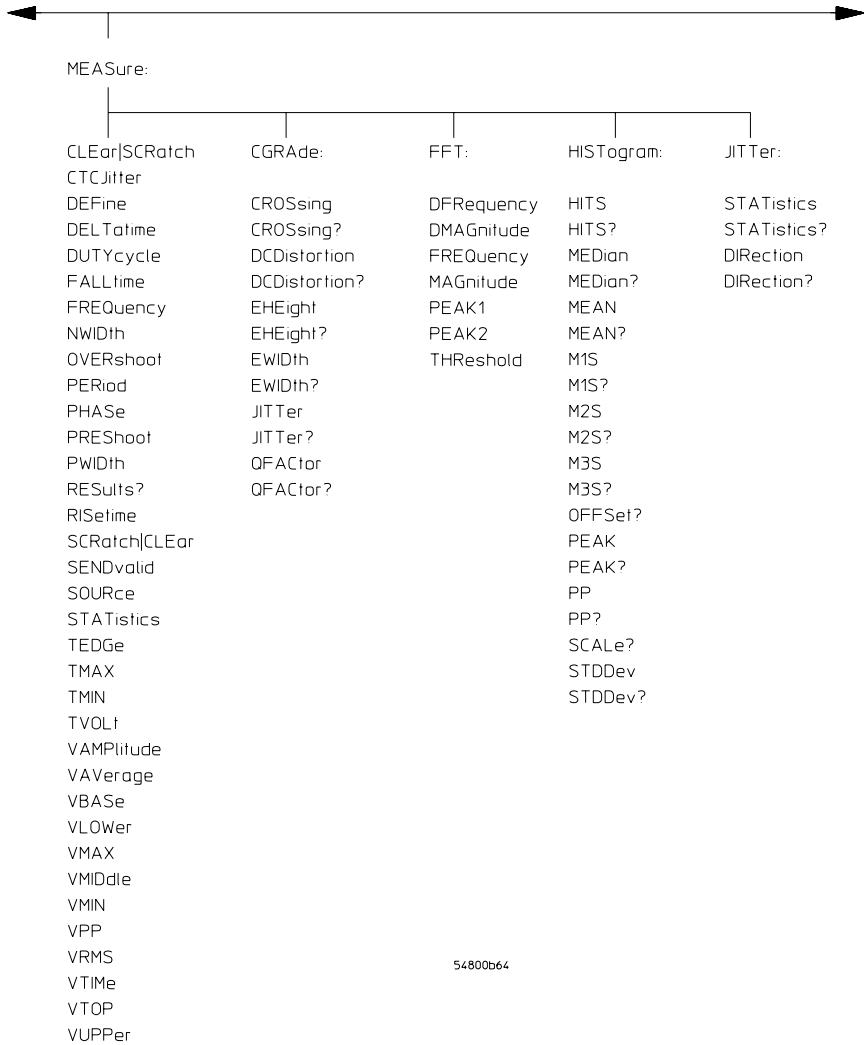 MEASure:
CLEar|SCRatch CGRAde: FFT: HISTogram: JITTer:
CTCJitter
DEFine CROSsing DFRequency HITS STATistics
DELTatime CROSsing? DMAGnitude HITS? STATistics?
DUTYcycle DCDistortion FREQuency MEDian DIRection
FALLtime DCDistortion? MAGnitude MEDian? DIRection?
FREQuency EHEight PEAK1 MEAN
NWIDth EHEight? PEAK2 MEAN?
OVERshoot EWIDth THReshold M1S
PERiod EWIDth? M1S?
PHASe JITTer M2S
PREShoot JITTer? M2S?
PWIDth QFACtor M3S
RESults? QFACtor? M3S?
RISetime OFFSet?
SCRatch|CLEar PEAK
SENDvalid PEAK?
SOURce PP
STATistics PP?
TEDGe SCALe?
TMAX STDDev
TMIN STDDev?
TVOLt
VAMPlitude
VAVerage
VBASe
VLOWer
VMAX
VMIDdle
VMIN
VPP
VRMS 54800b64
VTIMe
VTOP
VUPPer